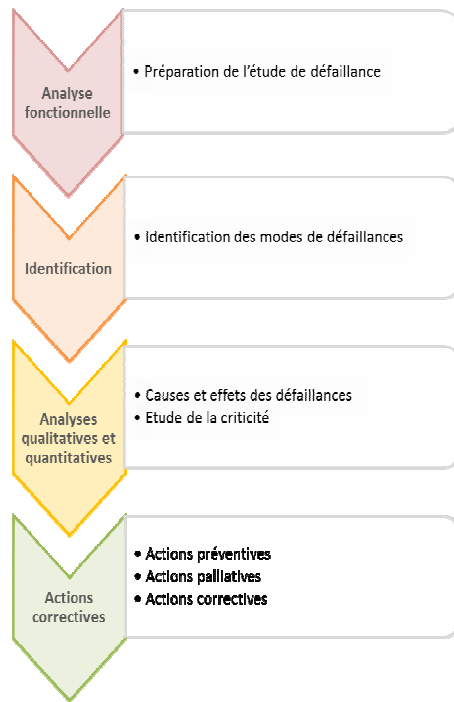 Analyse
fonctionnelle
• Préparation de l'étude de défaillance
Identification
• Identification des modes de défaillances
Analyses
qualitatives et
quantitatives
• Causes et effets des défaillances
• Etude de la criticité
Actions
correctives
• Actions préventives
• Actions palliatives
• Actions correctives